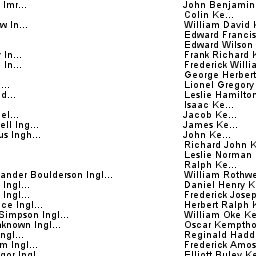 Imr... John Benjamin
Colin Ke...
w In... William David
Edward Francis
Edward Wilson
In... Frank Richard
In... Frederick Willia
George Herbert
... Lionel Gregory
d... Leslie Hamilton
Isaac Ke...
el... Jacob Ke...
ell Ing... James Ke...
us Ingh... John Ke...
Richard John K
Leslie Norman
Ralph Ke...
ander Boulderson Ingl... William Rothwe
Ingl... Daniel Henry K
Ingl... Frederick Josep
ce Ingl... Herbert Ralph K
Simpson Ingl... William Oke Ke
nknown Ingl... Oscar Kempthor
ngl... Reginald Hadd
m Ingl... Frederick Amos
Ingl... Elliott Buley Ke